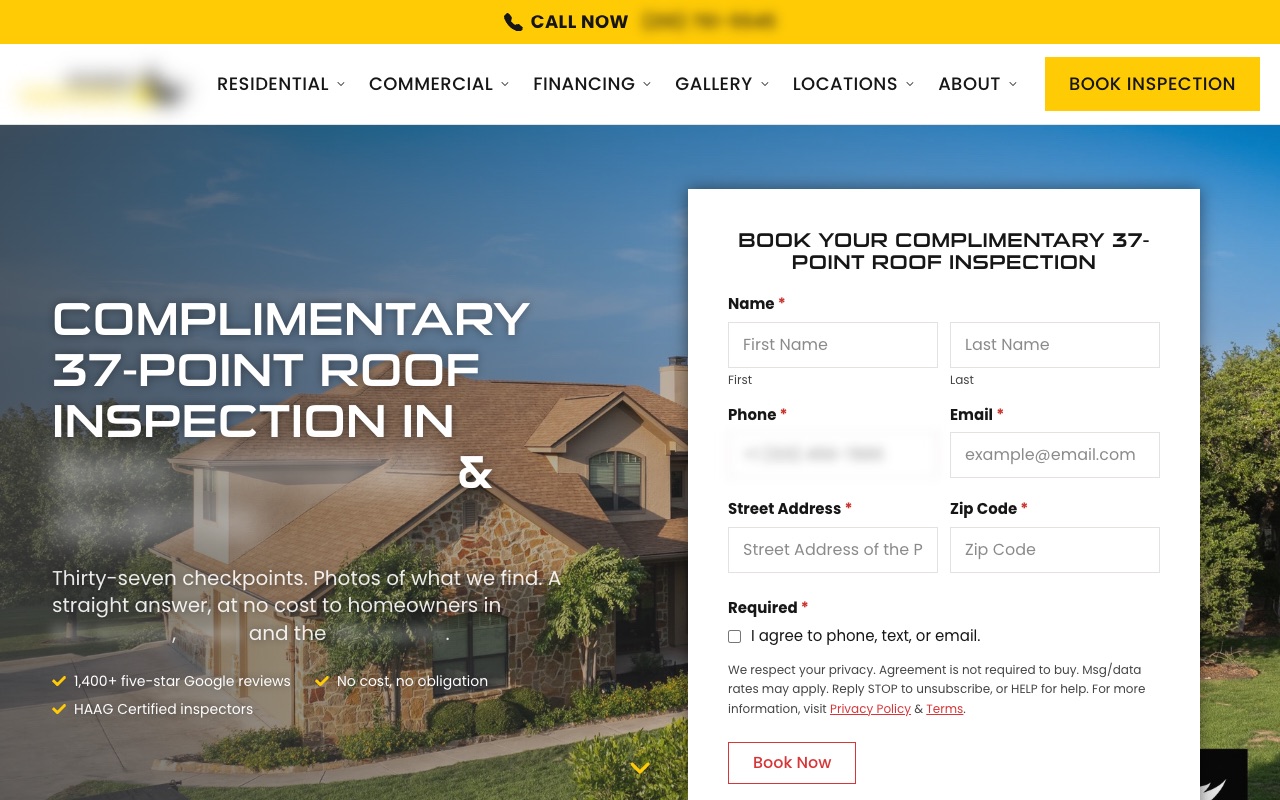 CALL NOW
RESIDENTIAL COMMERCIAL FINANCING GALLERY LOCATIONS ABOUT BOOK INSPECTION
COMPLIMENTARY
37-POINT ROOF
INSPECTION IN
&
Thirty-seven checkpoints. Photos of what we find. A
straight answer, at no cost to homeowners in
, and the .
1,400+ five-star Google reviews No cost, no obligation
HAAG Certified inspectors
BOOK YOUR COMPLIMENTARY 37-
POINT ROOF INSPECTION
Name *
First Name Last Name
First Last
Phone * Email *
example@email.com
Street Address * Zip Code *
Street Address of the P Zip Code
Required *
I agree to phone, text, or email.
We respect your privacy. Agreement is not required to buy. Msg/data
rates may apply. Reply STOP to unsubscribe, or HELP for help. For more
information, visit Privacy Policy & Terms.
Book Now